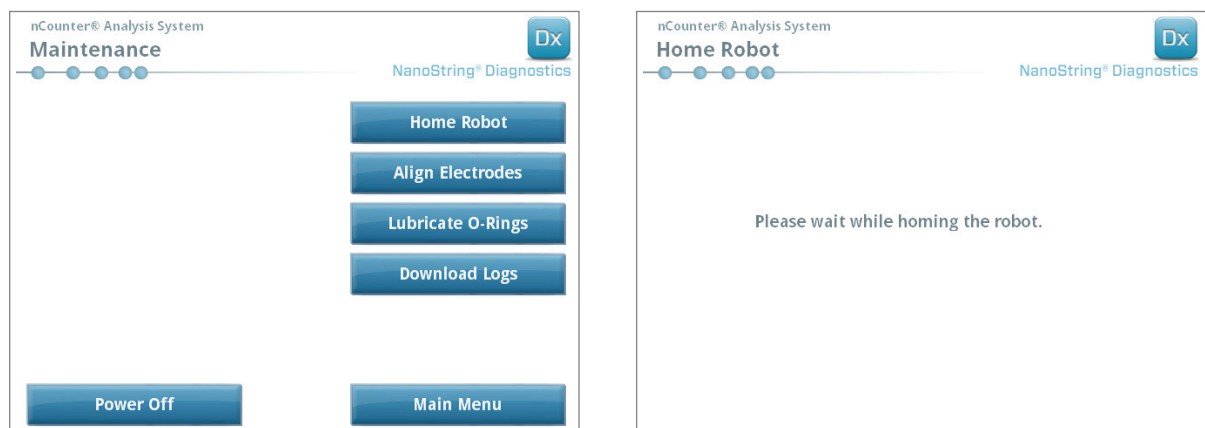 nCounter® Analysis System
Maintenance
Dx
NanoString® Diagnostics
Home Robot
Align Electrodes
Lubricate O-Rings
Download Logs
Power Off
Main Menu
nCounter® Analysis System
Home Robot
Dx
NanoString® Diagnostics
Please wait while homing the robot.